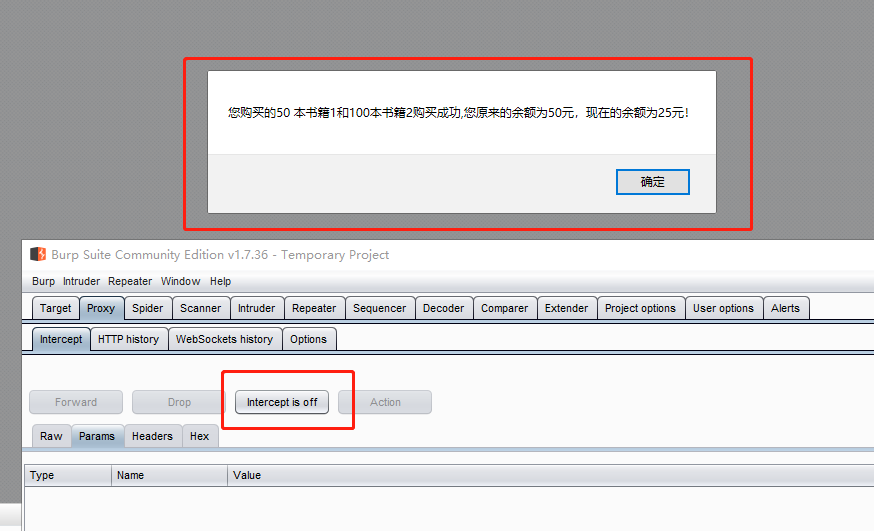 您购买的50 本书籍1和100本书籍2购买成功,您原来的余额为50元，现在的余额为25元!
确定
Burp Suite Community Edition v1.7.36 - Temporary Project
Burp Intruder Repeater Window Help
Target Proxy Spider Scanner Intruder Repeater Sequencer Decoder Comparer Extender Project options User options Alerts
Intercept HTTP history WebSockets history Options
Forward Drop Intercept is off Action
Raw Params Headers Hex
Type Name Value